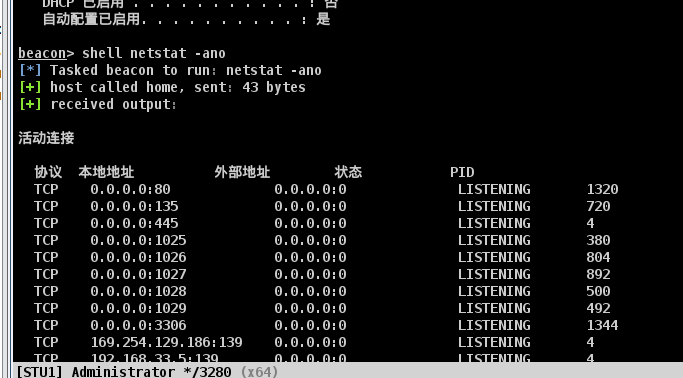 DHCP 已启用 . . . . . . . . . . . : 否
自动配置已启用. . . . . . . . . . : 是
beacon> shell netstat -ano
[*] Tasked beacon to run: netstat -ano
[+] host called home, sent: 43 bytes
[+] received output:
活动连接
协议 本地地址 外部地址 状态 PID
TCP 0.0.0.0:80 0.0.0.0:0 LISTENING 1320
TCP 0.0.0.0:135 0.0.0.0:0 LISTENING 720
TCP 0.0.0.0:445 0.0.0.0:0 LISTENING 4
TCP 0.0.0.0:1025 0.0.0.0:0 LISTENING 380
TCP 0.0.0.0:1026 0.0.0.0:0 LISTENING 804
TCP 0.0.0.0:1027 0.0.0.0:0 LISTENING 892
TCP 0.0.0.0:1028 0.0.0.0:0 LISTENING 500
TCP 0.0.0.0:1029 0.0.0.0:0 LISTENING 492
TCP 0.0.0.0:3306 0.0.0.0:0 LISTENING 1344
TCP 169.254.129.186:139 0.0.0.0:0 LISTENING 4
TCP 192.168.33.5:139 0.0.0.0:0 LISTENING 4
[STU1] Administrator */3280 (x64)